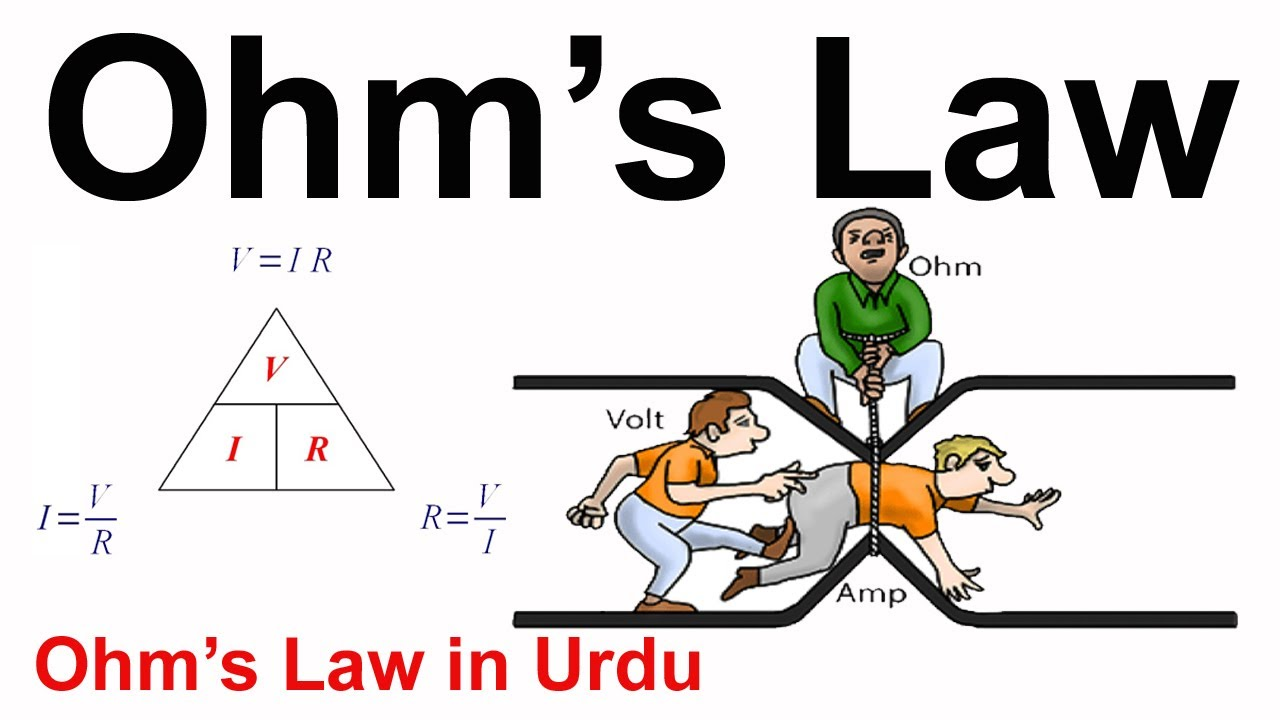 Ohm’s Law
V = I R
V
I R
I = V/R
R = V/I
Ohm
Volt
Amp
Ohm’s Law in Urdu